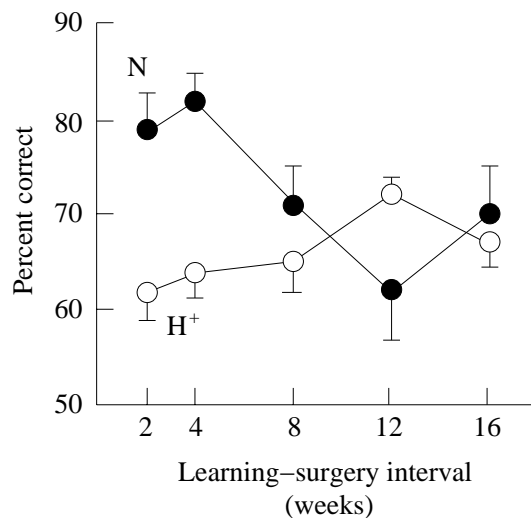 90
N
80
Percent correct
70
60
H⁺
50
2 4 8 12 16
Learning–surgery interval
(weeks)